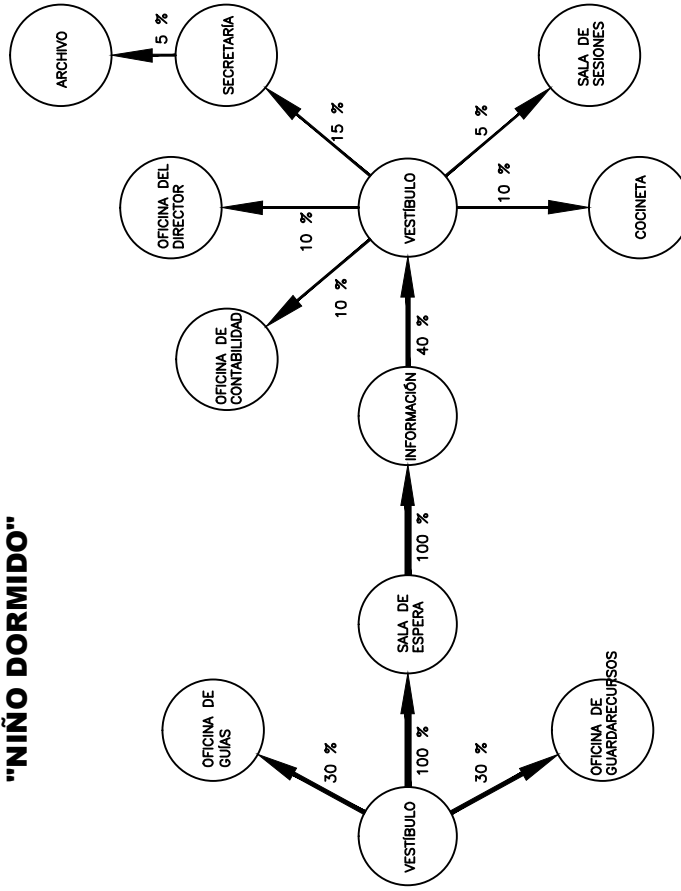 "NIÑO DORMIDO"
ARCHIVO
5 %
SECRETARÍA
15 %
OFICINA DEL
DIRECTOR
10 %
OFICINA DE
CONTABILIDAD
10 %
VESTÍBULO
5 %
SALA DE
SESIONES
10 %
COCINETA
40 %
INFORMACIÓN
100 %
SALA DE
ESPERA
100 %
OFICINA DE
GUÍAS
30 %
VESTÍBULO
30 %
OFICINA DE
GUARDARECURSOS